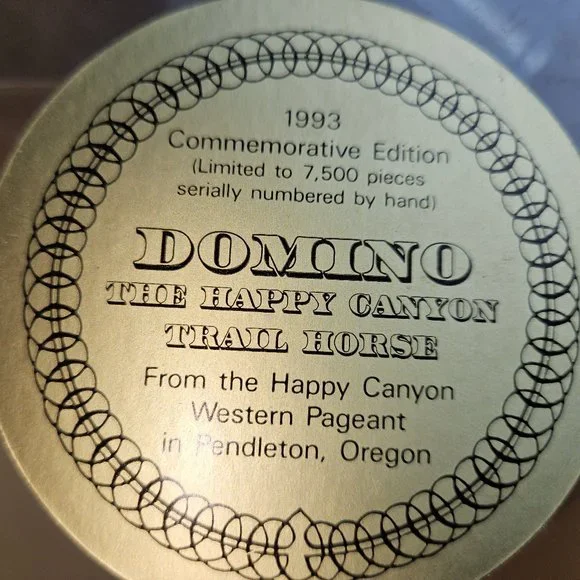 1993
Commemorative Edition
(Limited to 7,500 pieces
serially numbered by hand)
DOMINO
THE HAPPY CANYON
TRAIL HORSE
From the Happy Canyon
Western Pageant
in Pendleton, Oregon